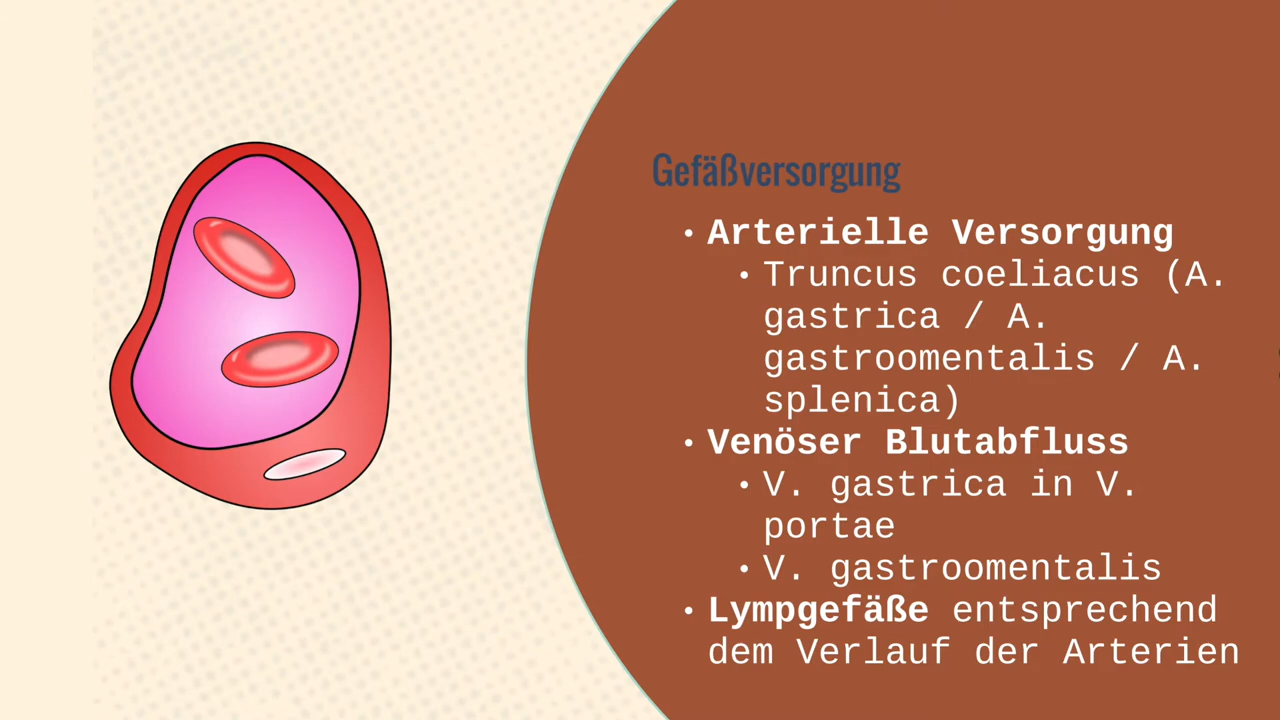 Gefäßversorgung
• Arterielle Versorgung
• Truncus coeliacus (A.
gastrica / A.
gastroomentalis / A.
splenica)
• Venöser Blutabfluss
• V. gastrica in V.
portae
• V. gastroomentalis
• Lympgefäße entsprechend
dem Verlauf der Arterien